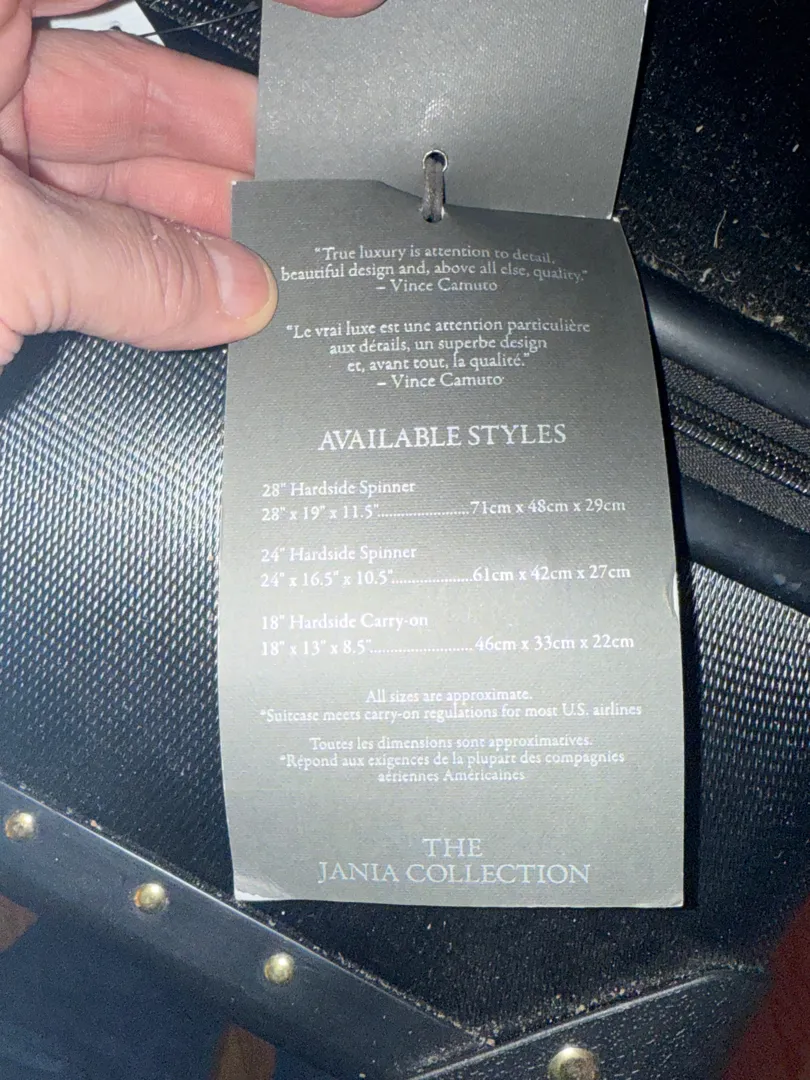 "True luxury is attention to detail,
beautiful design and, above all else, quality."
– Vince Camuto
"Le vrai luxe est une attention particulière
aux détails, un superbe design
et, avant tout, la qualité."
– Vince Camuto
AVAILABLE STYLES
28" Hardside Spinner
28" x 19" x 11.5"......................71cm x 48cm x 29cm
24" Hardside Spinner
24" x 16.5" x 10.5"...................61cm x 42cm x 27cm
18" Hardside Carry-on
18" x 13" x 8.5"........................46cm x 33cm x 22cm
All sizes are approximate.
*Suitcase meets carry-on regulations for most U.S. airlines
Toutes les dimensions sont approximatives.
*Répond aux exigences de la plupart des compagnies
aériennes Américaines
THE
JANIA COLLECTION